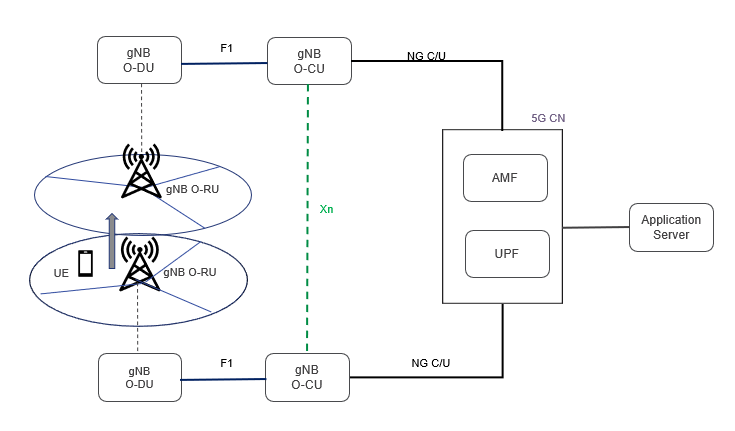 gNB
O-DU
F1
gNB
O-CU
NG C/U
5G CN
AMF
gNB O-RU
Xn
Application
Server
UPF
UE
gNB O-RU
gNB
O-DU
F1
gNB
O-CU
NG C/U